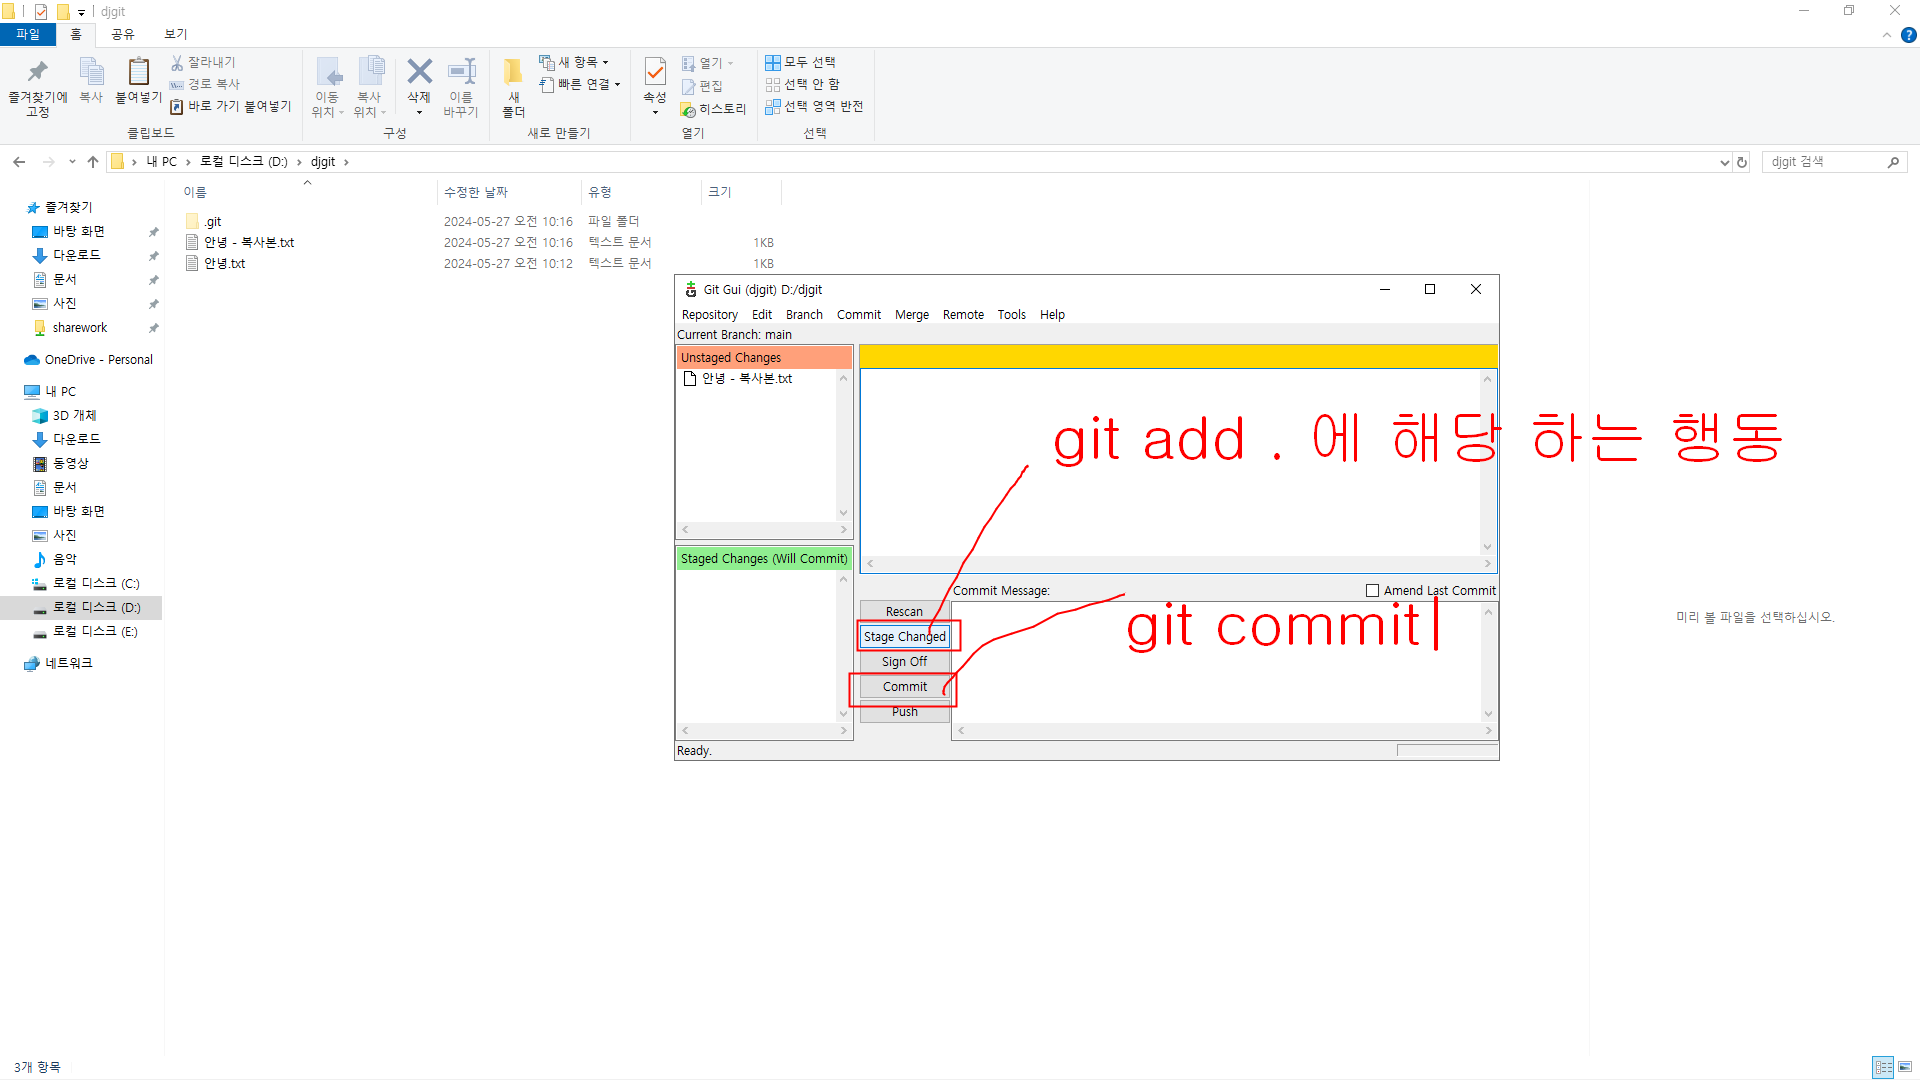 djgit
파일 홈 공유 보기
즐겨찾기에 고정
복사
붙여넣기
잘라내기
경로 복사
바로 가기 붙여넣기
클립보드
이동 위치
복사 위치
삭제
이름 바꾸기
구성
새 폴더
새 항목
빠른 연결
새로 만들기
속성
열기
편집
히스토리
열기
모두 선택
선택 안 함
선택 영역 반전
선택
내 PC > 로컬 디스크 (D:) > djgit >
djgit 검색
즐겨찾기
바탕 화면
다운로드
문서
사진
sharework
OneDrive - Personal
내 PC
3D 개체
다운로드
동영상
문서
바탕 화면
사진
음악
로컬 디스크 (C:)
로컬 디스크 (D:)
로컬 디스크 (E:)
네트워크
이름 수정한 날짜 유형 크기
.git 2024-05-27 오전 10:16 파일 폴더
안녕 - 복사본.txt 2024-05-27 오전 10:16 텍스트 문서 1KB
안녕.txt 2024-05-27 오전 10:12 텍스트 문서 1KB
Git Gui (djgit) D:/djgit
Repository Edit Branch Commit Merge Remote Tools Help
Current Branch: main
Unstaged Changes
안녕 - 복사본.txt
git add . 에 해당 하는 행동
Staged Changes (Will Commit)
Commit Message:
Amend Last Commit
Rescan
Stage Changed
Sign Off
Commit
Push
git commit
Ready.
미리 볼 파일을 선택하십시오.
3개 항목